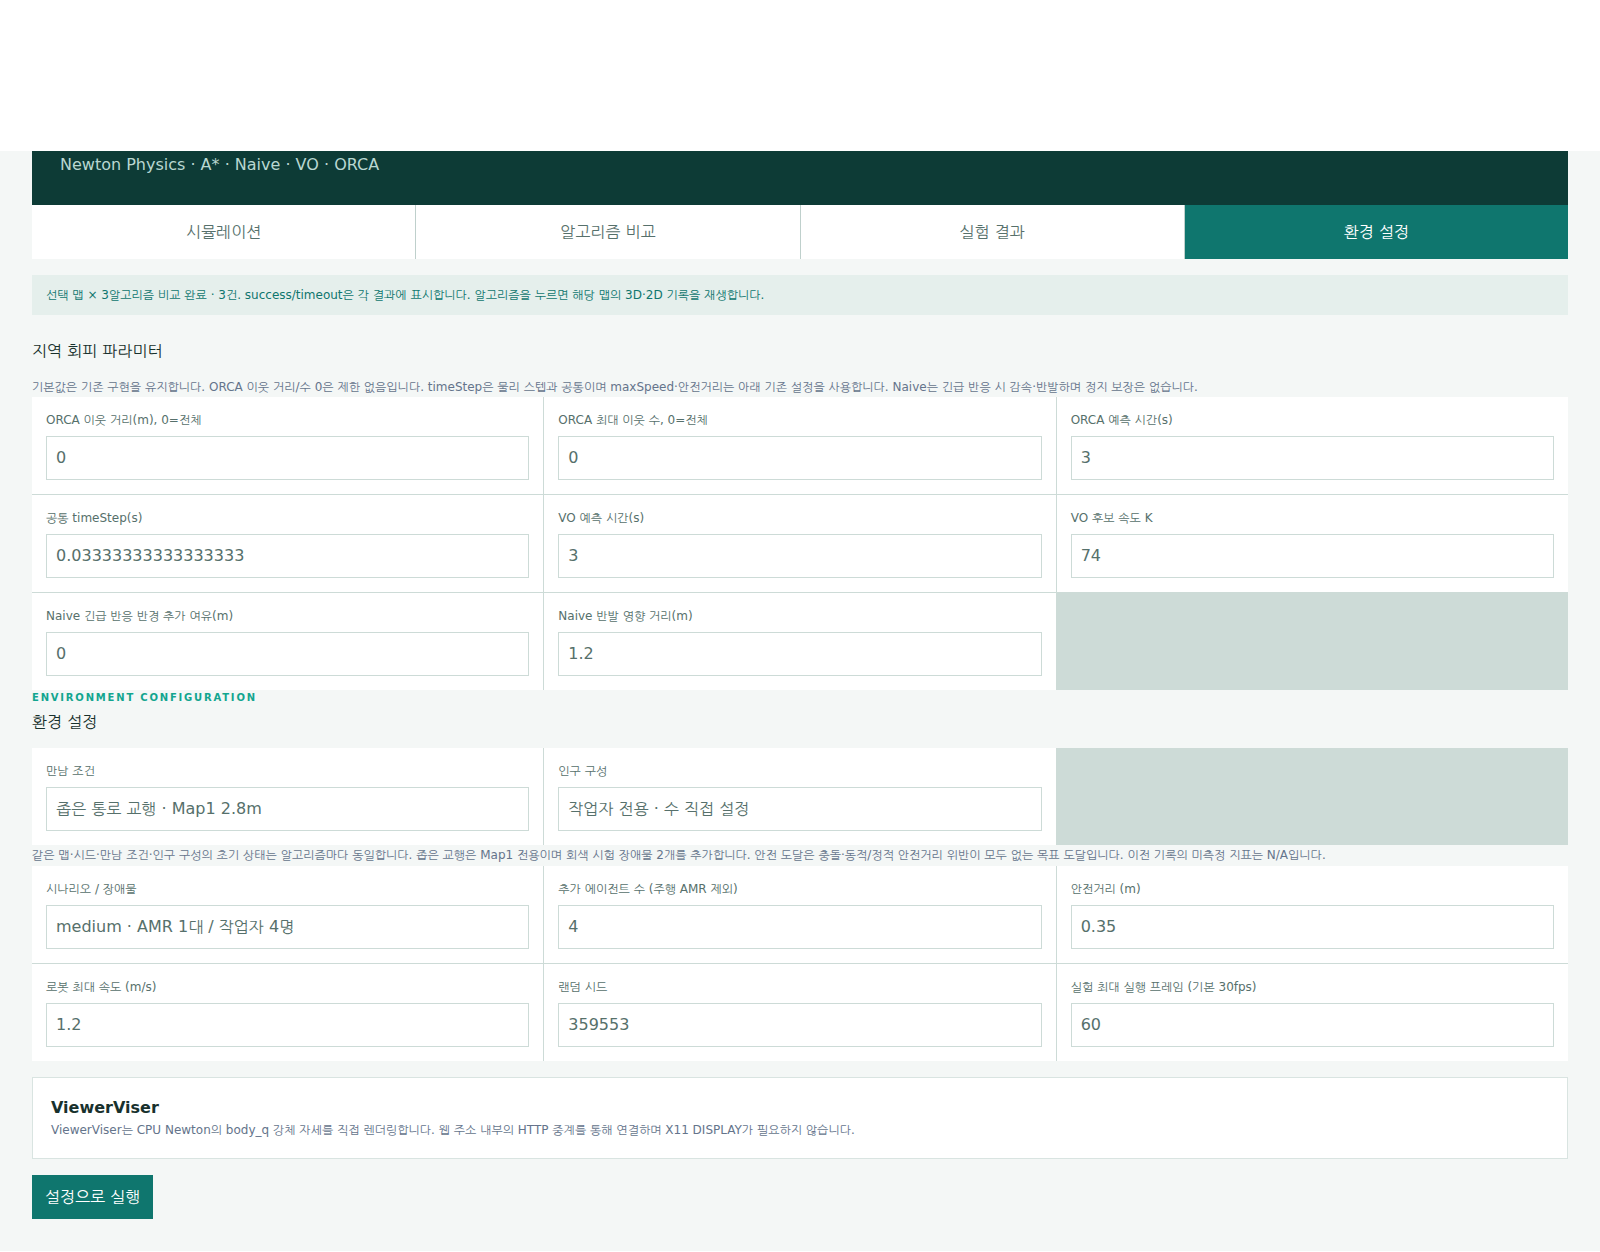 Newton Physics · A* · Naive · VO · ORCA
시뮬레이션
알고리즘 비교
실험 결과
환경 설정
선택 맵 × 3알고리즘 비교 완료 · 3건. success/timeout은 각 결과에 표시합니다. 알고리즘을 누르면 해당 맵의 3D·2D 기록을 재생합니다.
지역 회피 파라미터
기본값은 기존 구현을 유지합니다. ORCA 이웃 거리/수 0은 제한 없음입니다. timeStep은 물리 스텝과 공통이며 maxSpeed·안전거리는 아래 기존 설정을 사용합니다. Naive는 긴급 반응 시 감속·반발하며 정지 보장은 없습니다.
ORCA 이웃 거리(m), 0=전체
ORCA 최대 이웃 수, 0=전체
ORCA 예측 시간(s)
0
0
3
공통 timeStep(s)
VO 예측 시간(s)
VO 후보 속도 K
0.03333333333333333
3
74
Naive 긴급 반응 반경 추가 여유(m)
Naive 반발 영향 거리(m)
0
1.2
ENVIRONMENT CONFIGURATION
환경 설정
만남 조건
인구 구성
좁은 통로 교행 · Map1 2.8m
작업자 전용 · 수 직접 설정
같은 맵·시드·만남 조건·인구 구성의 초기 상태는 알고리즘마다 동일합니다. 좁은 교행은 Map1 전용이며 회색 시험 장애물 2개를 추가합니다. 안전 도달은 충돌·동적/정적 안전거리 위반이 모두 없는 목표 도달입니다. 이전 기록의 미측정 지표는 N/A입니다.
시나리오 / 장애물
추가 에이전트 수 (주행 AMR 제외)
안전거리 (m)
medium · AMR 1대 / 작업자 4명
4
0.35
로봇 최대 속도 (m/s)
랜덤 시드
실험 최대 실행 프레임 (기본 30fps)
1.2
359553
60
ViewerViser
ViewerViser는 CPU Newton의 body_q 강체 자세를 직접 렌더링합니다. 웹 주소 내부의 HTTP 중계를 통해 연결하며 X11 DISPLAY가 필요하지 않습니다.
설정으로 실행